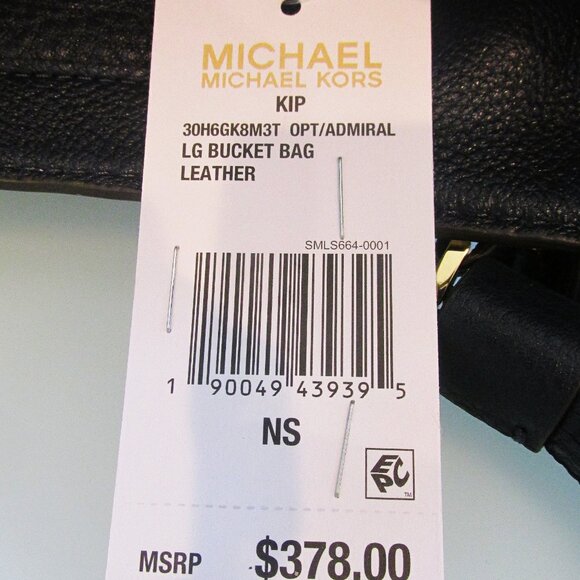 MICHAEL
MICHAEL KORS
KIP
30H6GK8M3T OPT/ADMIRAL
LG BUCKET BAG
LEATHER
SMLS664-0001
1 90049 43939 5
NS
EPC
TM
MSRP $378.00